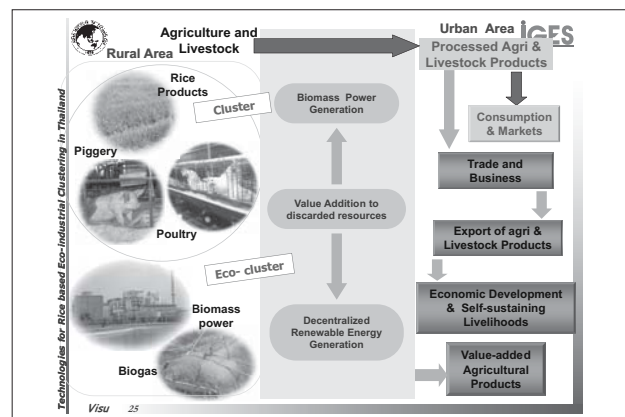 Technologies for Rice based Eco-industrial Clustering in Thailand
Agriculture and
Livestock
Urban Area
IGES
Rural Area
Processed Agri &
Livestock Products
Rice
Products
Cluster
Biomass Power
Generation
Consumption
& Markets
Piggery
Trade and
Business
Value Addition to
discarded resources
Poultry
Export of agri &
Livestock Products
Eco- cluster
Biomass
power
Economic Development
& Self-sustaining
Livelihoods
Decentralized
Renewable Energy
Generation
Biogas
Value-added
Agricultural
Products
Visu 25